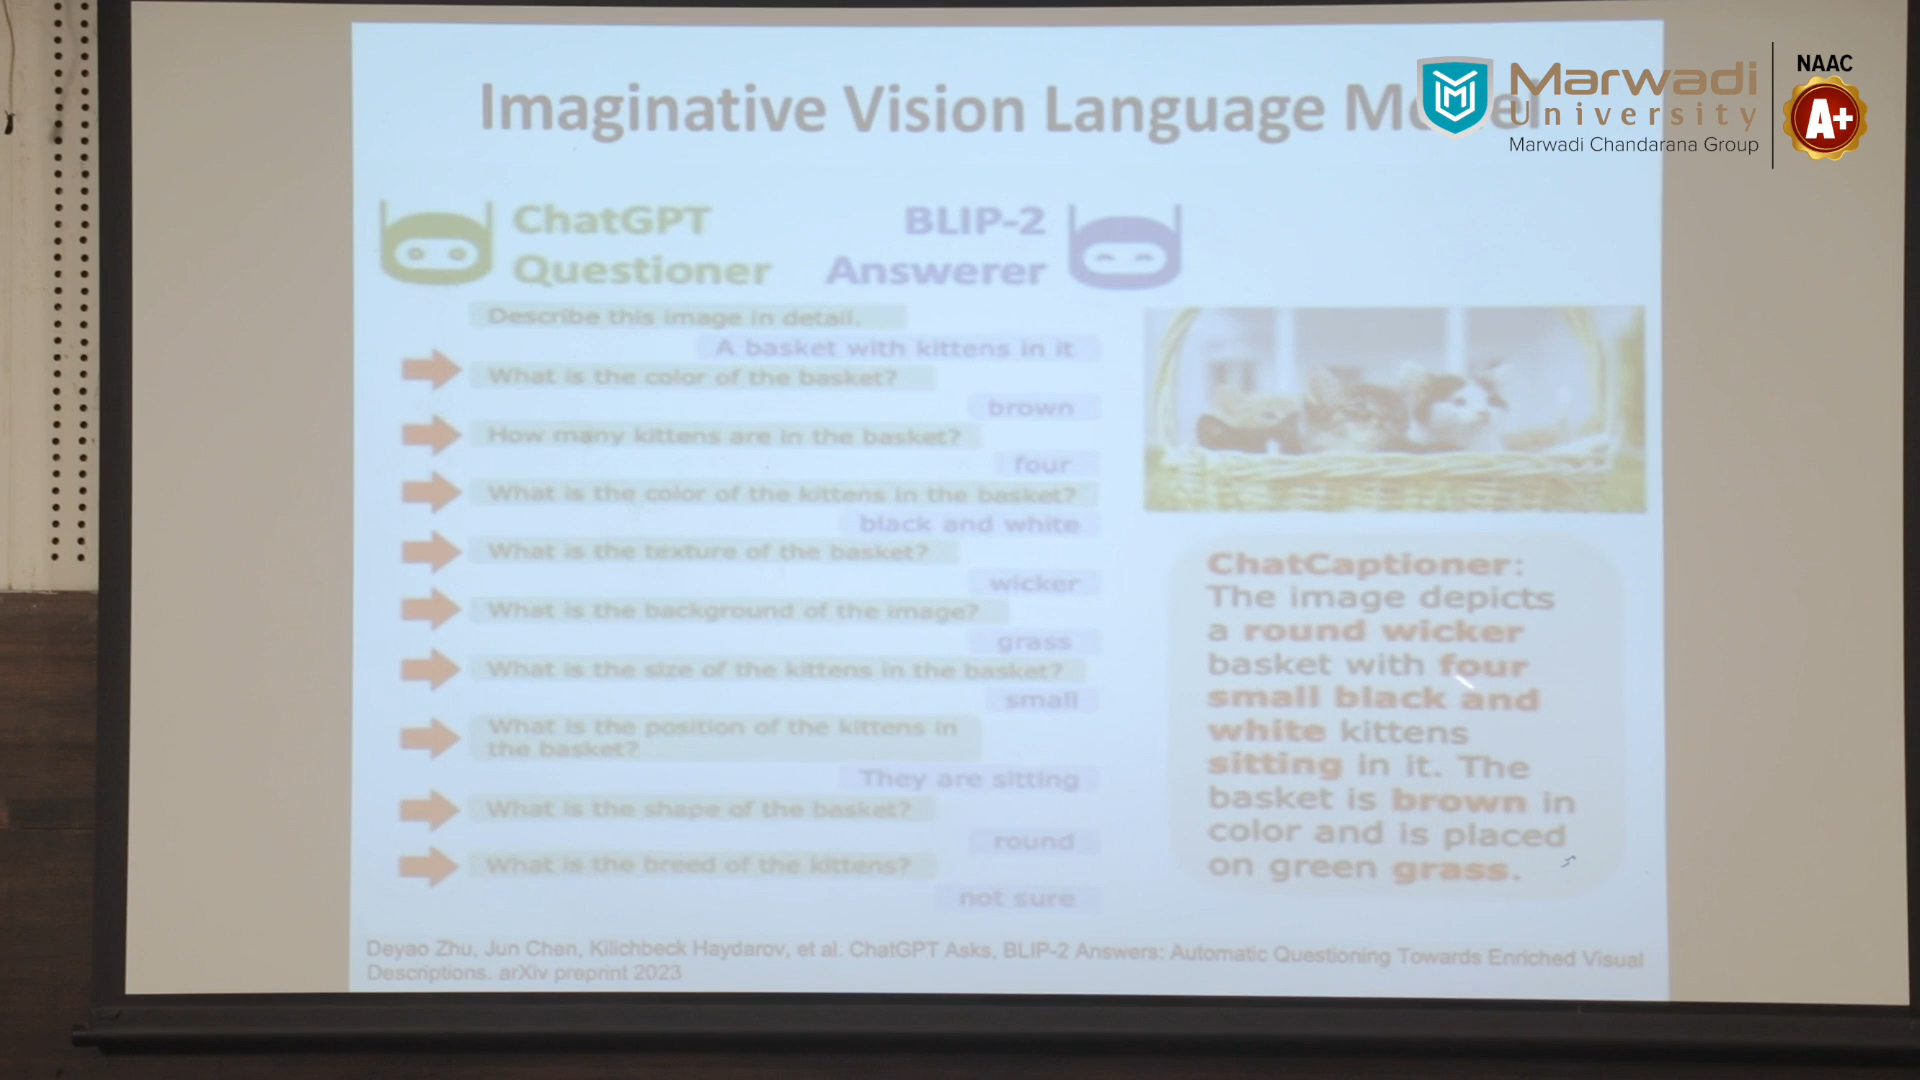 Imaginative Vision Language Model
Marwadi
University
Marwadi Chandarana Group
NAAC
A+
ChatGPT
Questioner
BLIP-2
Answerer
Describe this image in detail.
A basket with kittens in it
What is the color of the basket?
brown
How many kittens are in the basket?
four
What is the color of the kittens in the basket?
black and white
What is the texture of the basket?
wicker
What is the background of the image?
grass
What is the size of the kittens in the basket?
small
What is the position of the kittens in
the basket?
They are sitting
What is the shape of the basket?
round
What is the breed of the kittens?
not sure
ChatCaptioner:
The image depicts
a round wicker
basket with four
small black and
white kittens
sitting in it. The
basket is brown in
color and is placed
on green grass.
Deyao Zhu, Jun Chen, Kilichbeck Haydarov, et al. ChatGPT Asks, BLIP-2 Answers: Automatic Questioning Towards Enriched Visual
Descriptions. arXiv preprint 2023